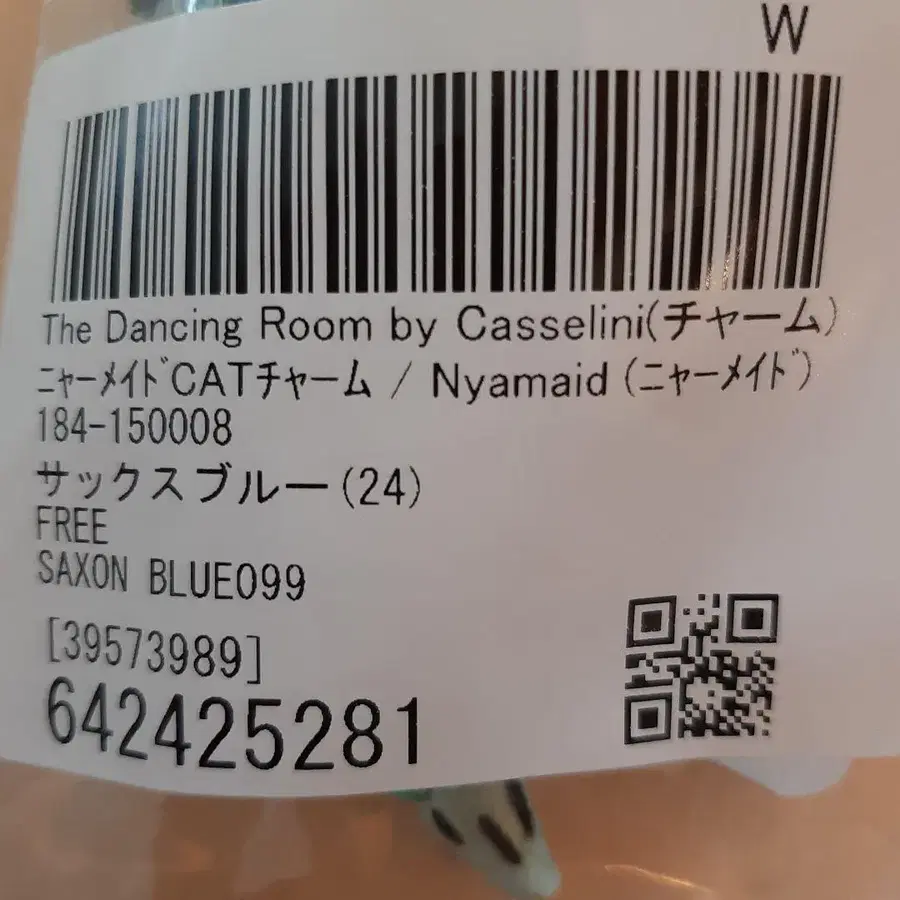 W
The Dancing Room by Casselini(チャーム)
ﾆｬｰﾒｲﾄﾞCATチャーム / Nyamaid (ﾆｬｰﾒｲﾄﾞ)
184-150008
サックスブルー(24)
FREE
SAXON BLUE099
[39573989]
642425281